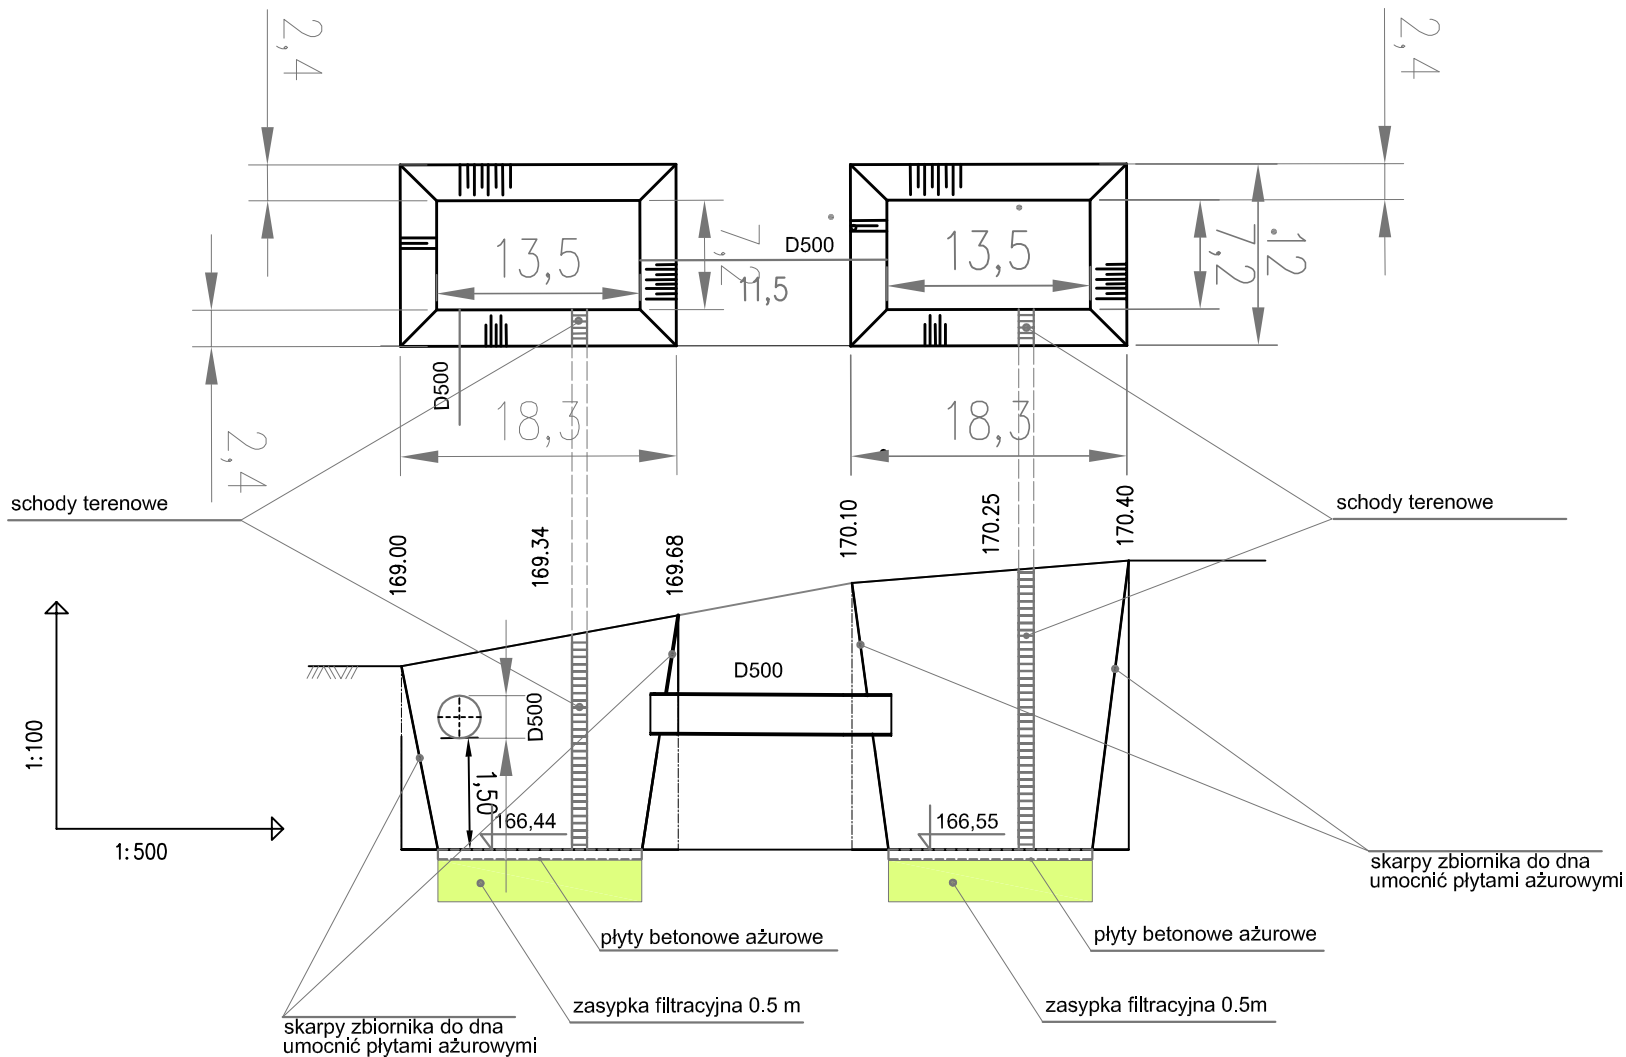 2,4
2,4
D500
13,5
7,2
11,5
13,5
7,2
12
D500
18,3
18,3
2,4
schody terenowe
schody terenowe
169.00
169.34
169.68
170.10
170.25
170.40
D500
D500
1,50
166,44
166,55
1:100
1:500
skarpy zbiornika do dna
umocnić płytami ażurowymi
płyty betonowe ażurowe
płyty betonowe ażurowe
zasypka filtracyjna 0.5 m
zasypka filtracyjna 0.5m
skarpy zbiornika do dna
umocnić płytami ażurowymi